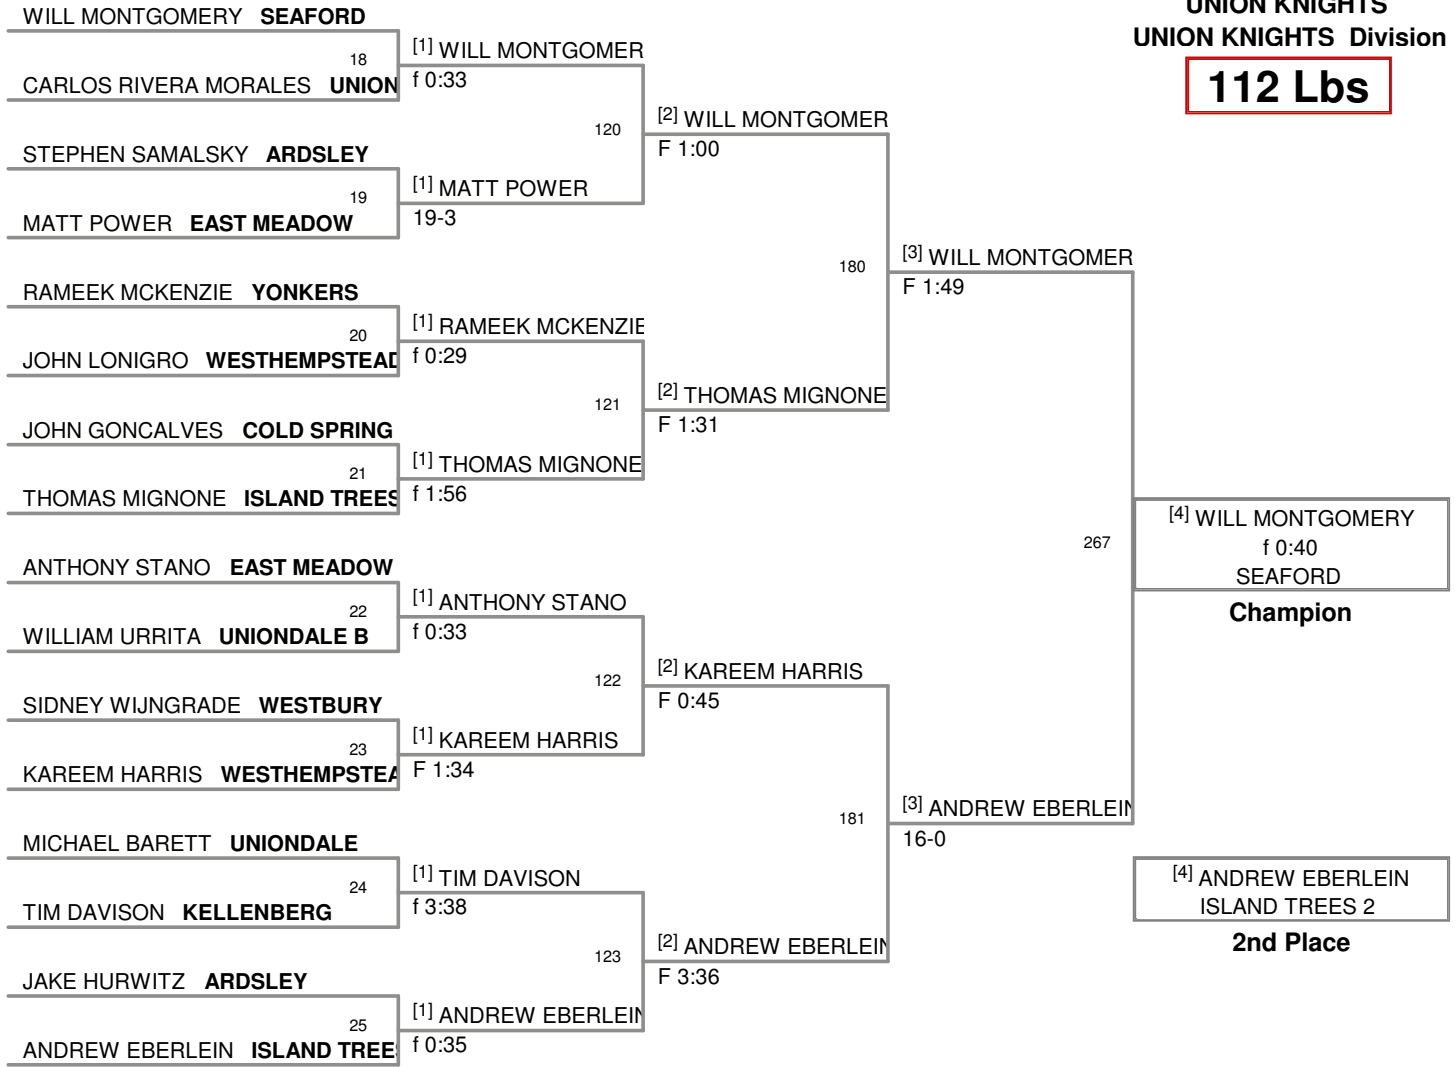 UNION KNIGHTS
UNION KNIGHTS Division
112 Lbs
WILL MONTGOMERY SEAFORD
18
CARLOS RIVERA MORALES UNION
[1] WILL MONTGOMER
f 0:33
STEPHEN SAMALSKY ARDSLEY
19
MATT POWER EAST MEADOW
[1] MATT POWER
19-3
120
[2] WILL MONTGOMER
F 1:00
RAMEEK MCKENZIE YONKERS
20
JOHN LONIGRO WESTHEMPSTEAD
[1] RAMEEK MCKENZIE
f 0:29
JOHN GONCALVES COLD SPRING
21
THOMAS MIGNONE ISLAND TREES
[1] THOMAS MIGNONE
f 1:56
121
[2] THOMAS MIGNONE
F 1:31
180
[3] WILL MONTGOMER
F 1:49
ANTHONY STANO EAST MEADOW
22
WILLIAM URRITA UNIONDALE B
[1] ANTHONY STANO
f 0:33
SIDNEY WIJNGRADE WESTBURY
23
KAREEM HARRIS WESTHEMPSTEA
[1] KAREEM HARRIS
F 1:34
122
[2] KAREEM HARRIS
F 0:45
MICHAEL BARETT UNIONDALE
24
TIM DAVISON KELLENBERG
[1] TIM DAVISON
f 3:38
JAKE HURWITZ ARDSLEY
25
ANDREW EBERLEIN ISLAND TREES
[1] ANDREW EBERLEIN
f 0:35
123
[2] ANDREW EBERLEIN
F 3:36
181
[3] ANDREW EBERLEIN
16-0
267
[4] WILL MONTGOMERY
f 0:40
SEAFORD
Champion
[4] ANDREW EBERLEIN
ISLAND TREES 2
2nd Place